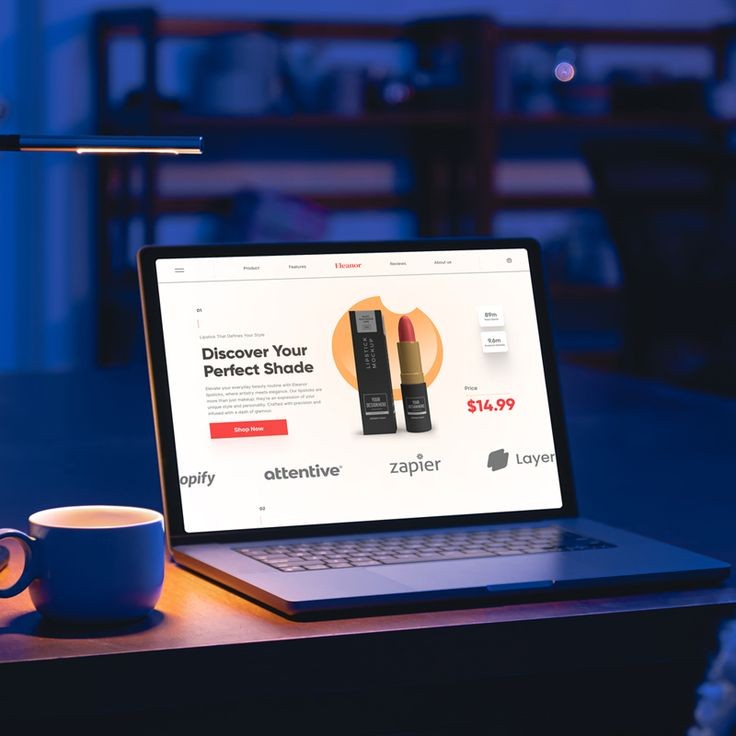 Product
Features
Eleanor
Reviews
About us
01
Lipstick That Defines Your Style
Discover Your
Perfect Shade
Elevate your everyday beauty routine with Eleanor
lipsticks, where artistry meets elegance. Our lipsticks are
more than just makeup; they're an expression of your
unique style and personality. Crafted with precision and
infused with a dash of glamour.
Shop Now
LIPSTICK
MOCKUP
YOUR
DESIGN HERE
YOUR
DESIGN HERE
89m
9.6m
Price
$14.99
opify
attentive
zapier
Layer
02